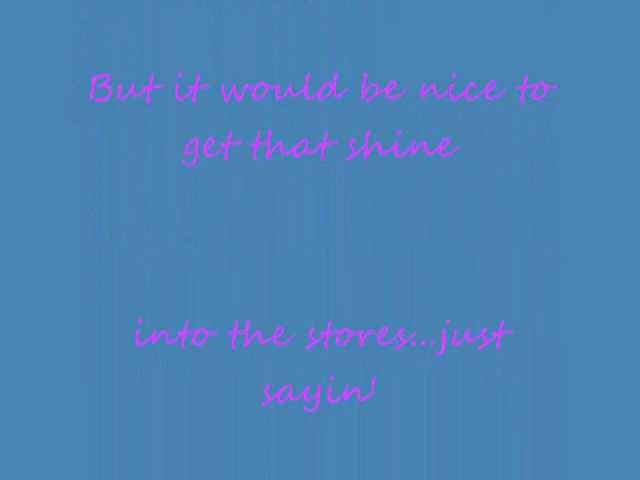 But it would be nice to
get that shine
into the stores...just
sayin'